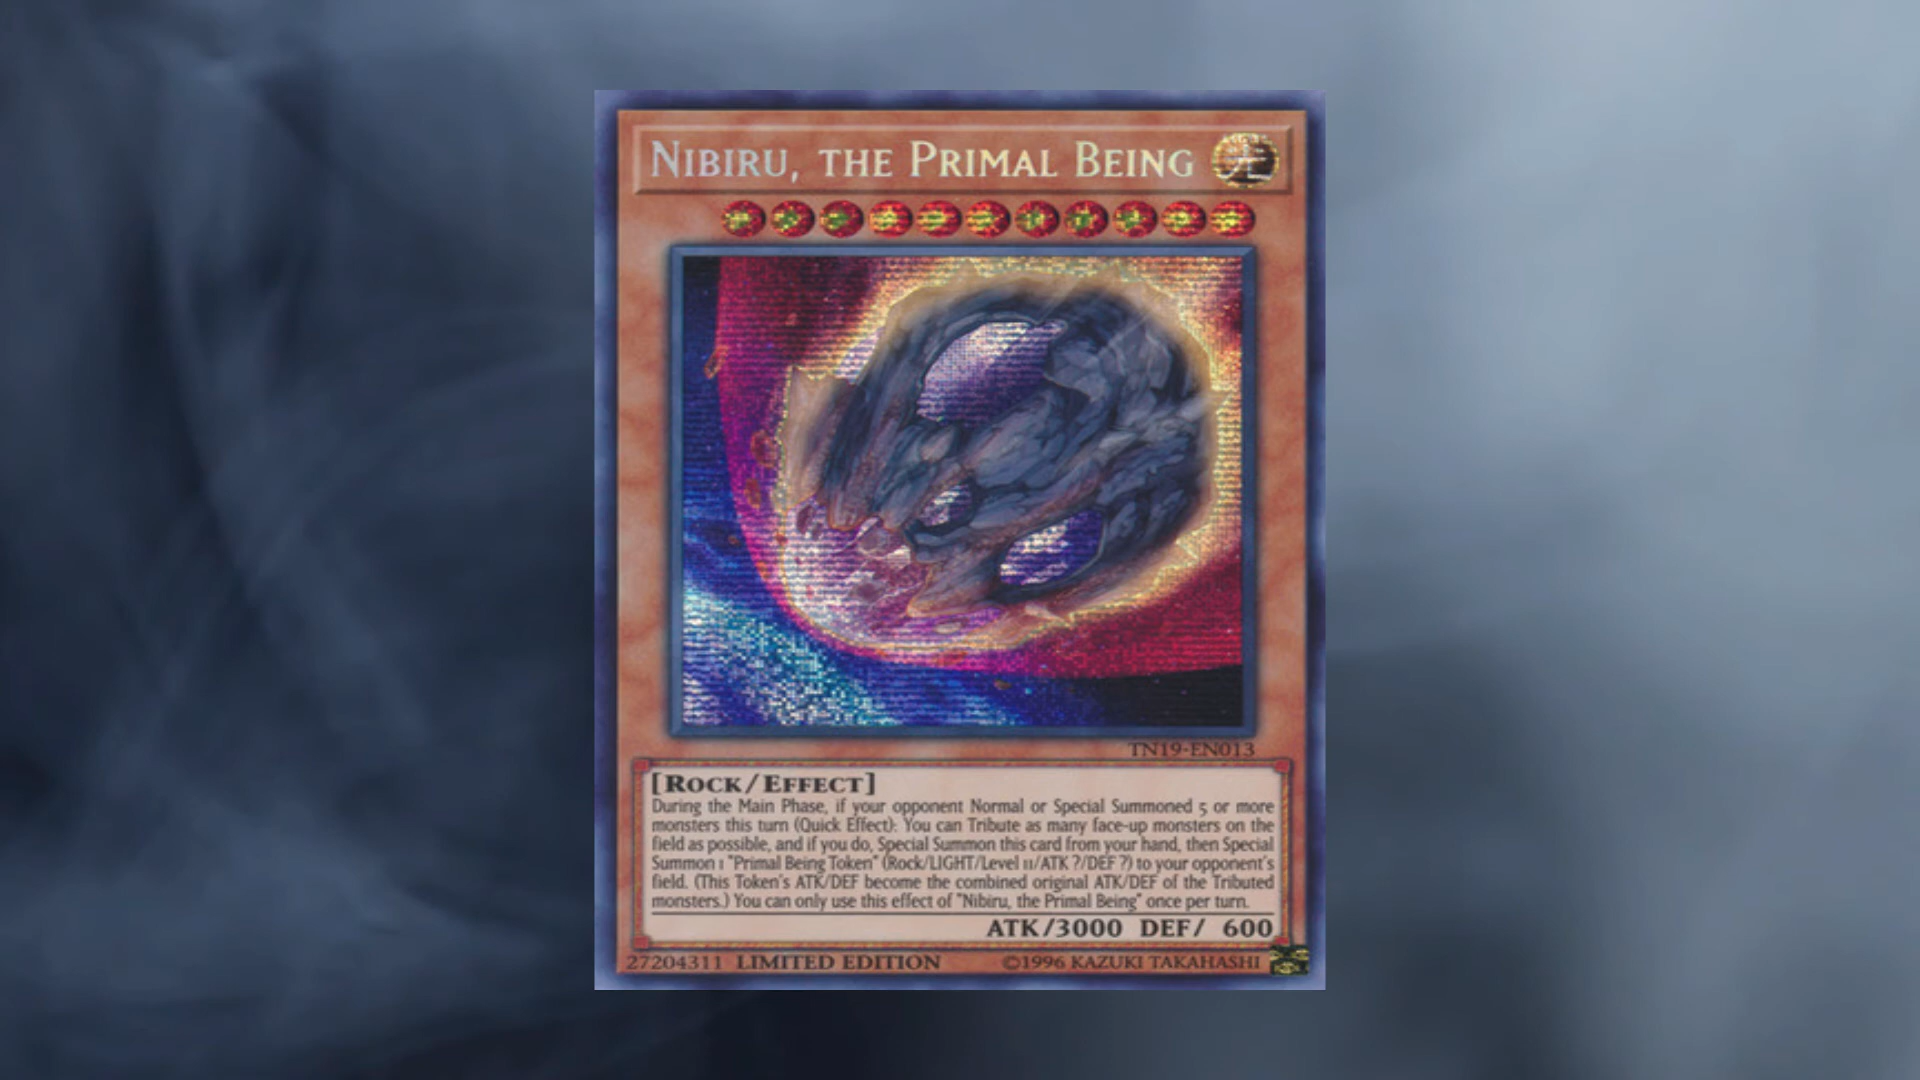 NIBIRU, THE PRIMAL BEING
光
TN19-EN013
[ROCK/EFFECT]
During the Main Phase, if your opponent Normal or Special Summoned 5 or more
monsters this turn (Quick Effect): You can Tribute as many face-up monsters on the
field as possible, and if you do, Special Summon this card from your hand, then Special
Summon 1 "Primal Being Token" (Rock/LIGHT/Level 11/ATK ?/DEF ?) to your opponent's
field. (This Token's ATK/DEF become the combined original ATK/DEF of the Tributed
monsters.) You can only use this effect of "Nibiru, the Primal Being" once per turn.
ATK/3000 DEF/ 600
27204311 LIMITED EDITION ©1996 KAZUKI TAKAHASHI